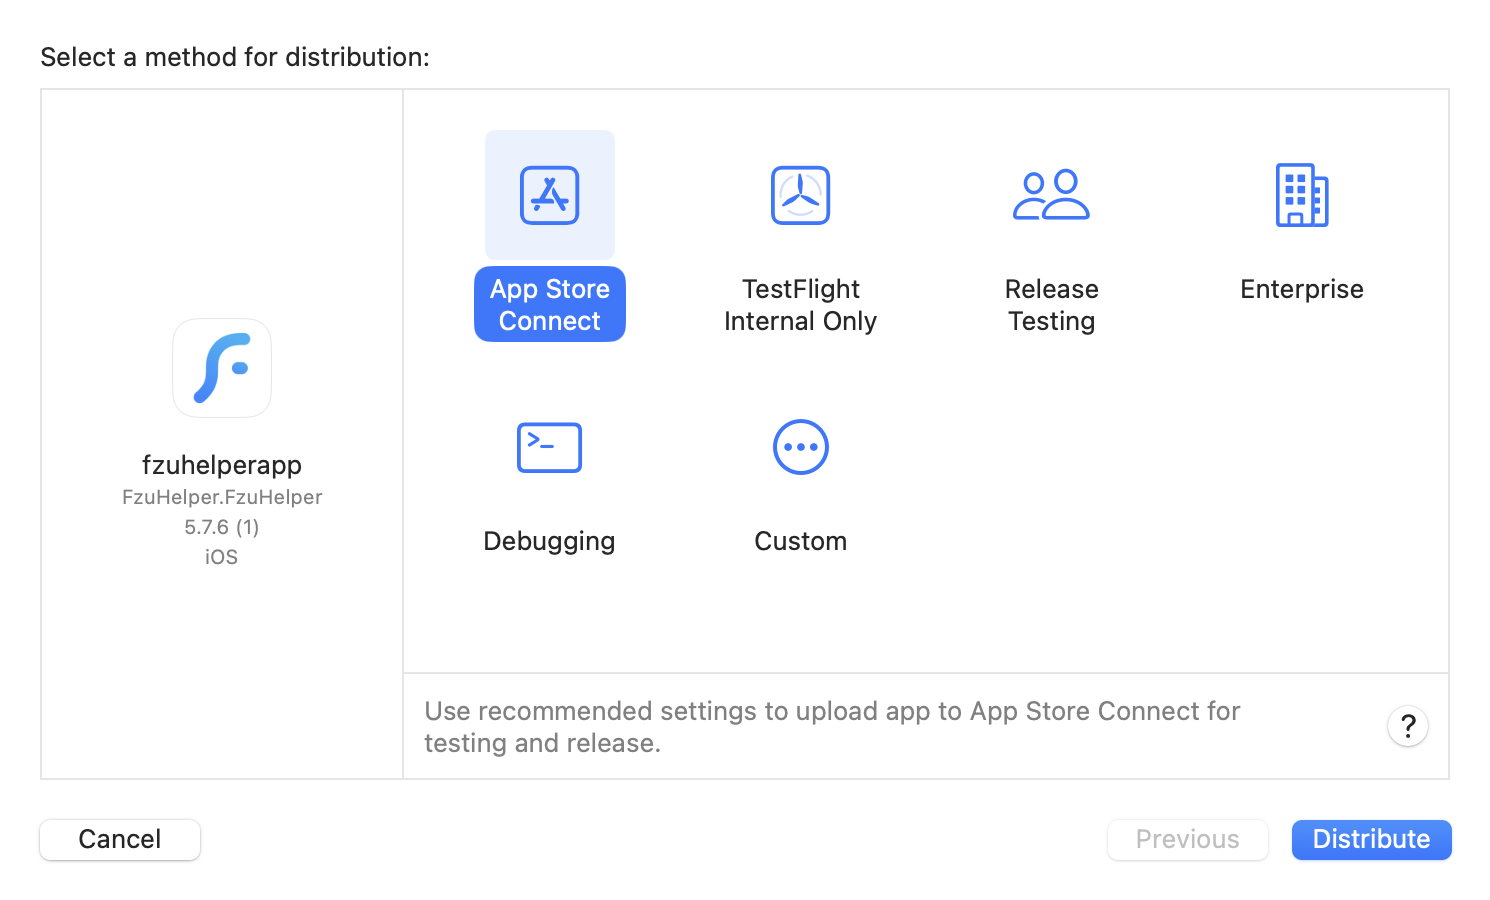 Select a method for distribution:
fzuhelperapp
FzuHelper.FzuHelper
5.7.6 (1)
iOS
App Store
Connect
TestFlight
Internal Only
Release
Testing
Enterprise
>_
Debugging
Custom
Use recommended settings to upload app to App Store Connect for
testing and release.
?
Cancel
Previous
Distribute